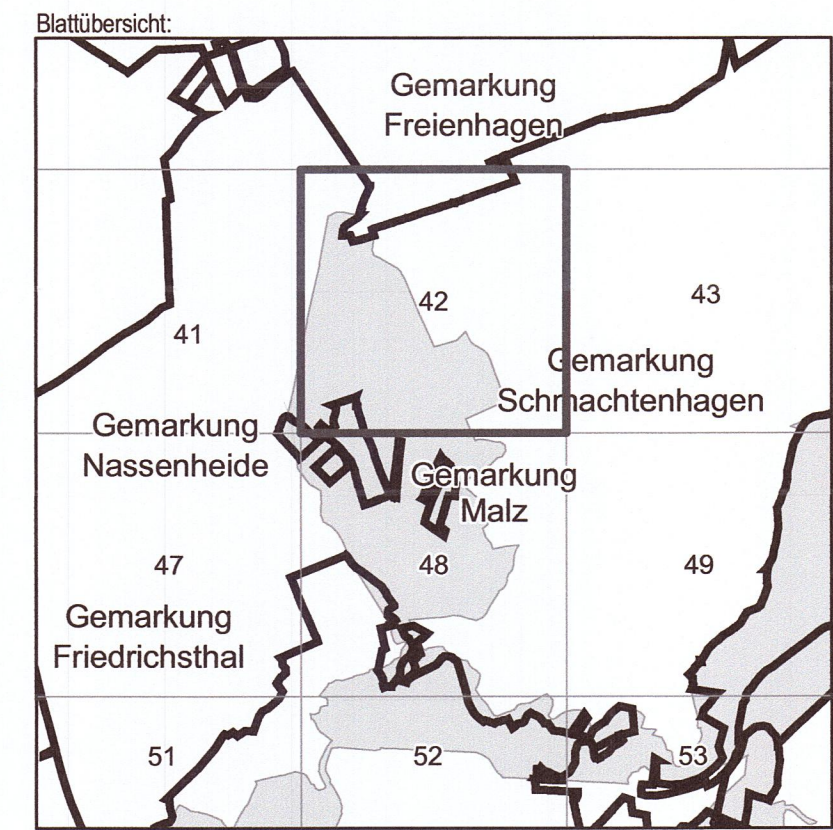 Blattübersicht:
Gemarkung
Freienhagen
42
43
41
Gemarkung
Schmachtenhagen
Gemarkung
Nassenheide
Gemarkung
Malz
47
48
49
Gemarkung
Friedrichsthal
51
52
53